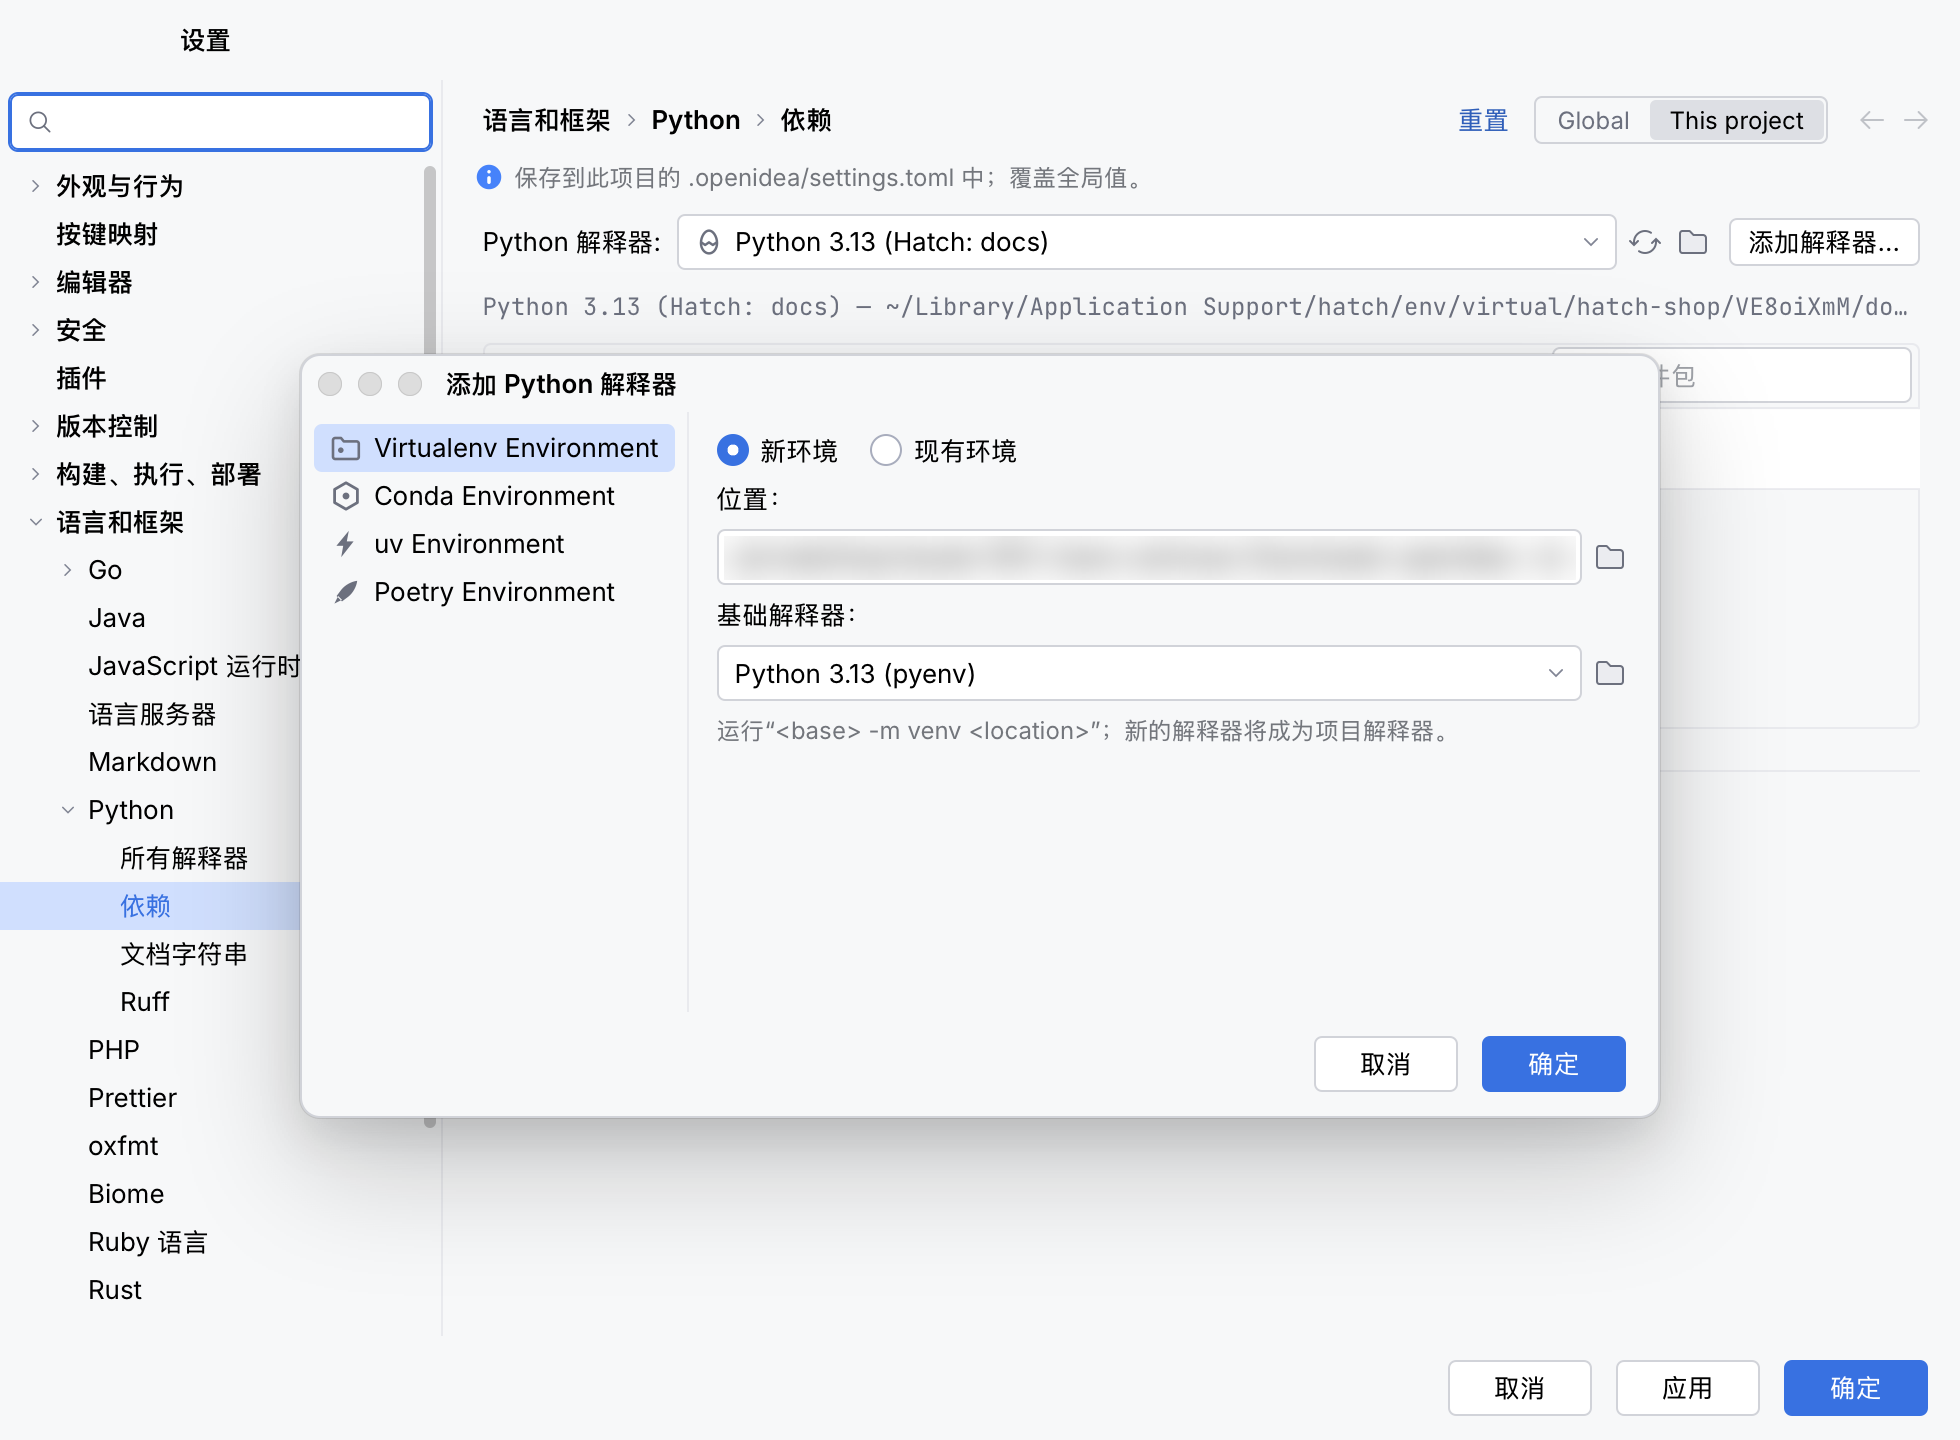 设置
外观与行为
按键映射
编辑器
安全
插件
版本控制
构建、执行、部署
语言和框架
Go
Java
JavaScript 运行时
语言服务器
Markdown
Python
所有解释器
依赖
文档字符串
Ruff
PHP
Prettier
oxfmt
Biome
Ruby 语言
Rust
语言和框架 › Python › 依赖
重置 Global This project
保存到此项目的 .openidea/settings.toml 中；覆盖全局值。
Python 解释器: Python 3.13 (Hatch: docs) 添加解释器...
Python 3.13 (Hatch: docs) — ~/Library/Application Support/hatch/env/virtual/hatch-shop/VE8oiXmM/do…
包
添加 Python 解释器
Virtualenv Environment
Conda Environment
uv Environment
Poetry Environment
新环境 现有环境
位置:
基础解释器:
Python 3.13 (pyenv)
运行“<base> -m venv <location>”；新的解释器将成为项目解释器。
取消 确定
取消 应用 确定